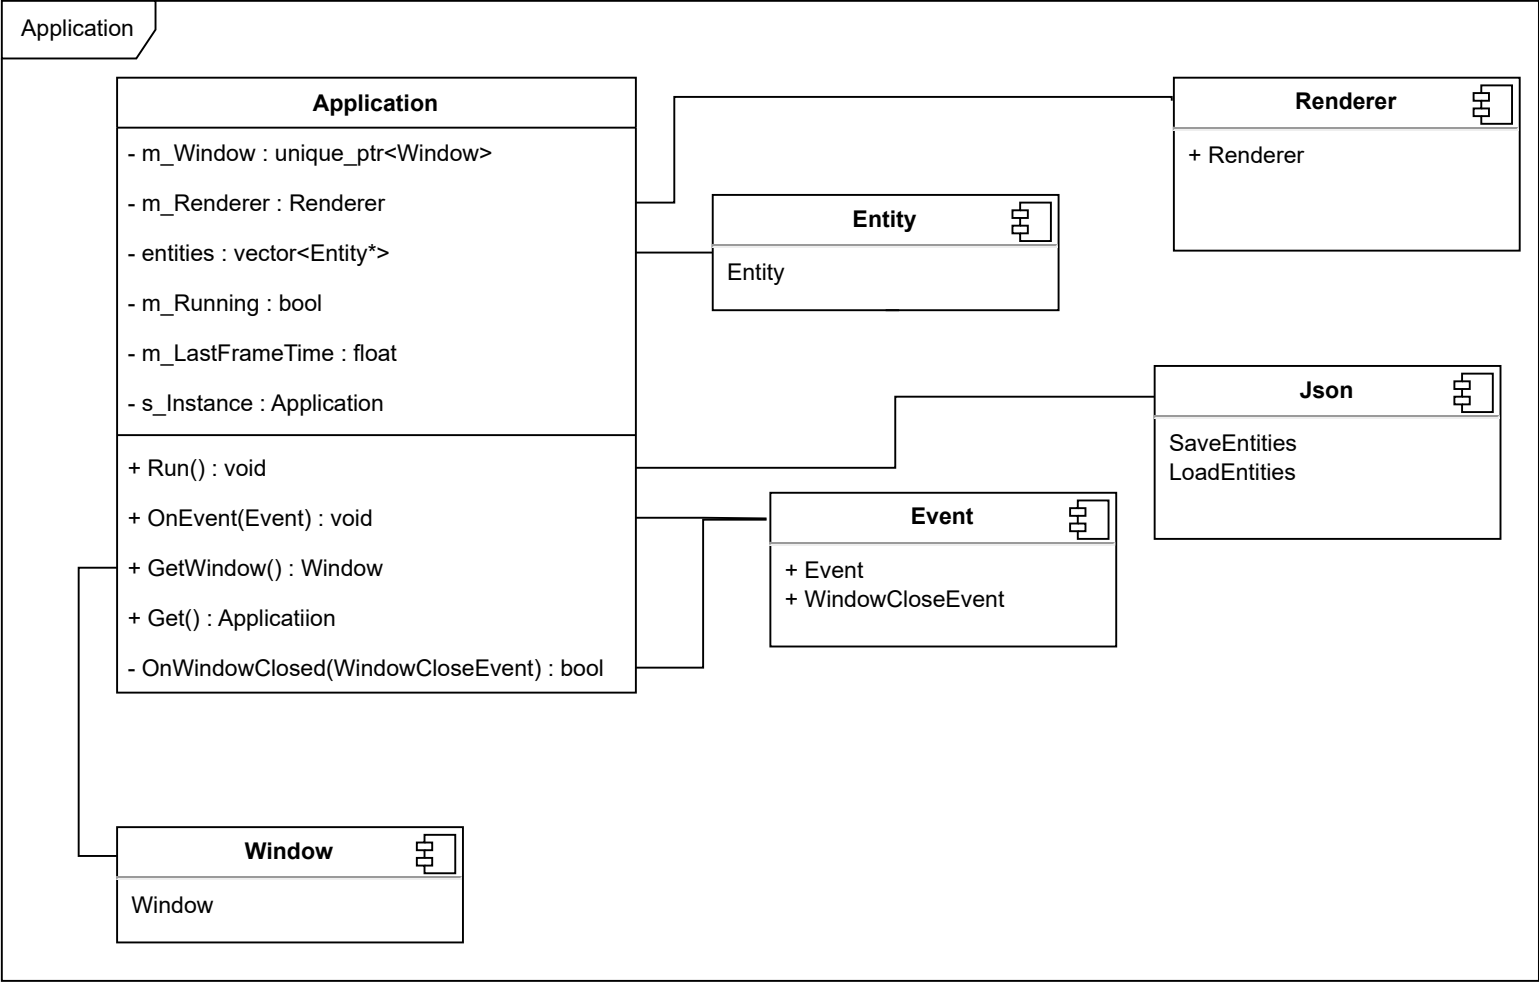 Application
Application
- m_Window : unique_ptr<Window>
- m_Renderer : Renderer
- entities : vector<Entity*>
- m_Running : bool
- m_LastFrameTime : float
- s_Instance : Application
+ Run() : void
+ OnEvent(Event) : void
+ GetWindow() : Window
+ Get() : Applicatiion
- OnWindowClosed(WindowCloseEvent) : bool
Renderer
+ Renderer
Entity
Entity
Json
SaveEntities
LoadEntities
Event
+ Event
+ WindowCloseEvent
Window
Window